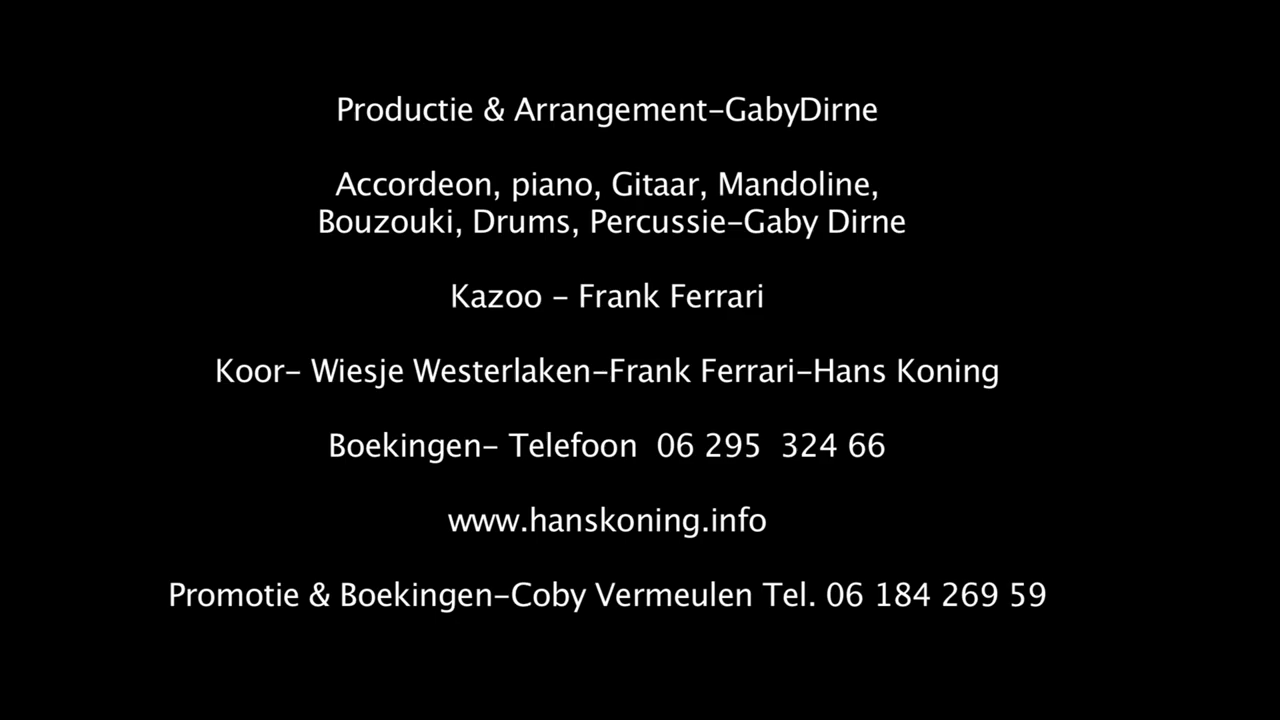 Productie & Arrangement-GabyDirne
Accordeon, piano, Gitaar, Mandoline,
Bouzouki, Drums, Percussie-Gaby Dirne
Kazoo - Frank Ferrari
Koor- Wiesje Westerlaken-Frank Ferrari-Hans Koning
Boekingen- Telefoon  06 295  324 66
www.hanskoning.info
Promotie & Boekingen-Coby Vermeulen Tel. 06 184 269 59